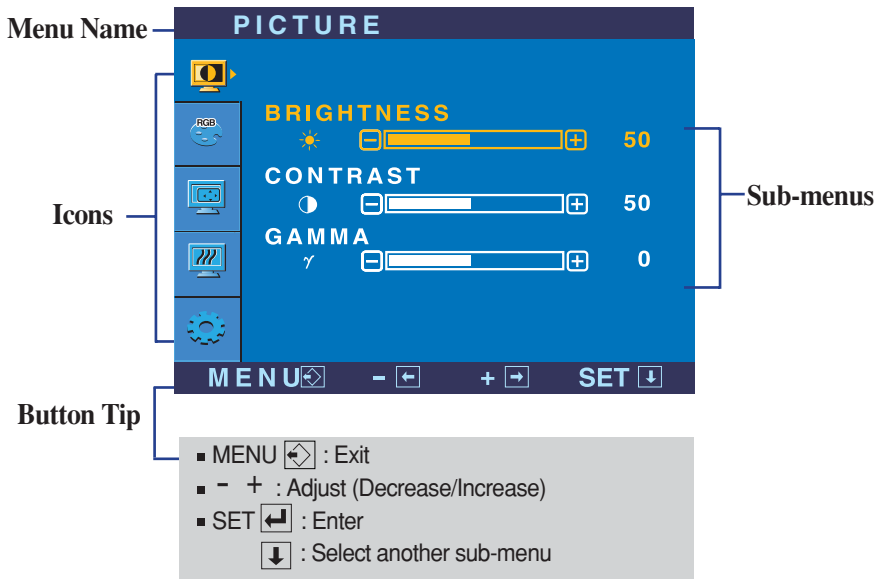 Menu Name
PICTURE
RGB
BRIGHTNESS
50
CONTRAST
50
GAMMA
γ
0
Icons
Sub-menus
MENU - ← + → SET ↓
Button Tip
▪ MENU : Exit
▪ - + : Adjust (Decrease/Increase)
▪ SET ↵ : Enter
↓ : Select another sub-menu